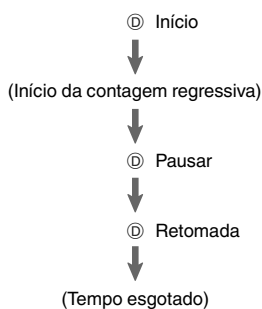 Ⓓ Início
(Início da contagem regressiva)
Ⓓ Pausar
Ⓓ Retomada
(Tempo esgotado)